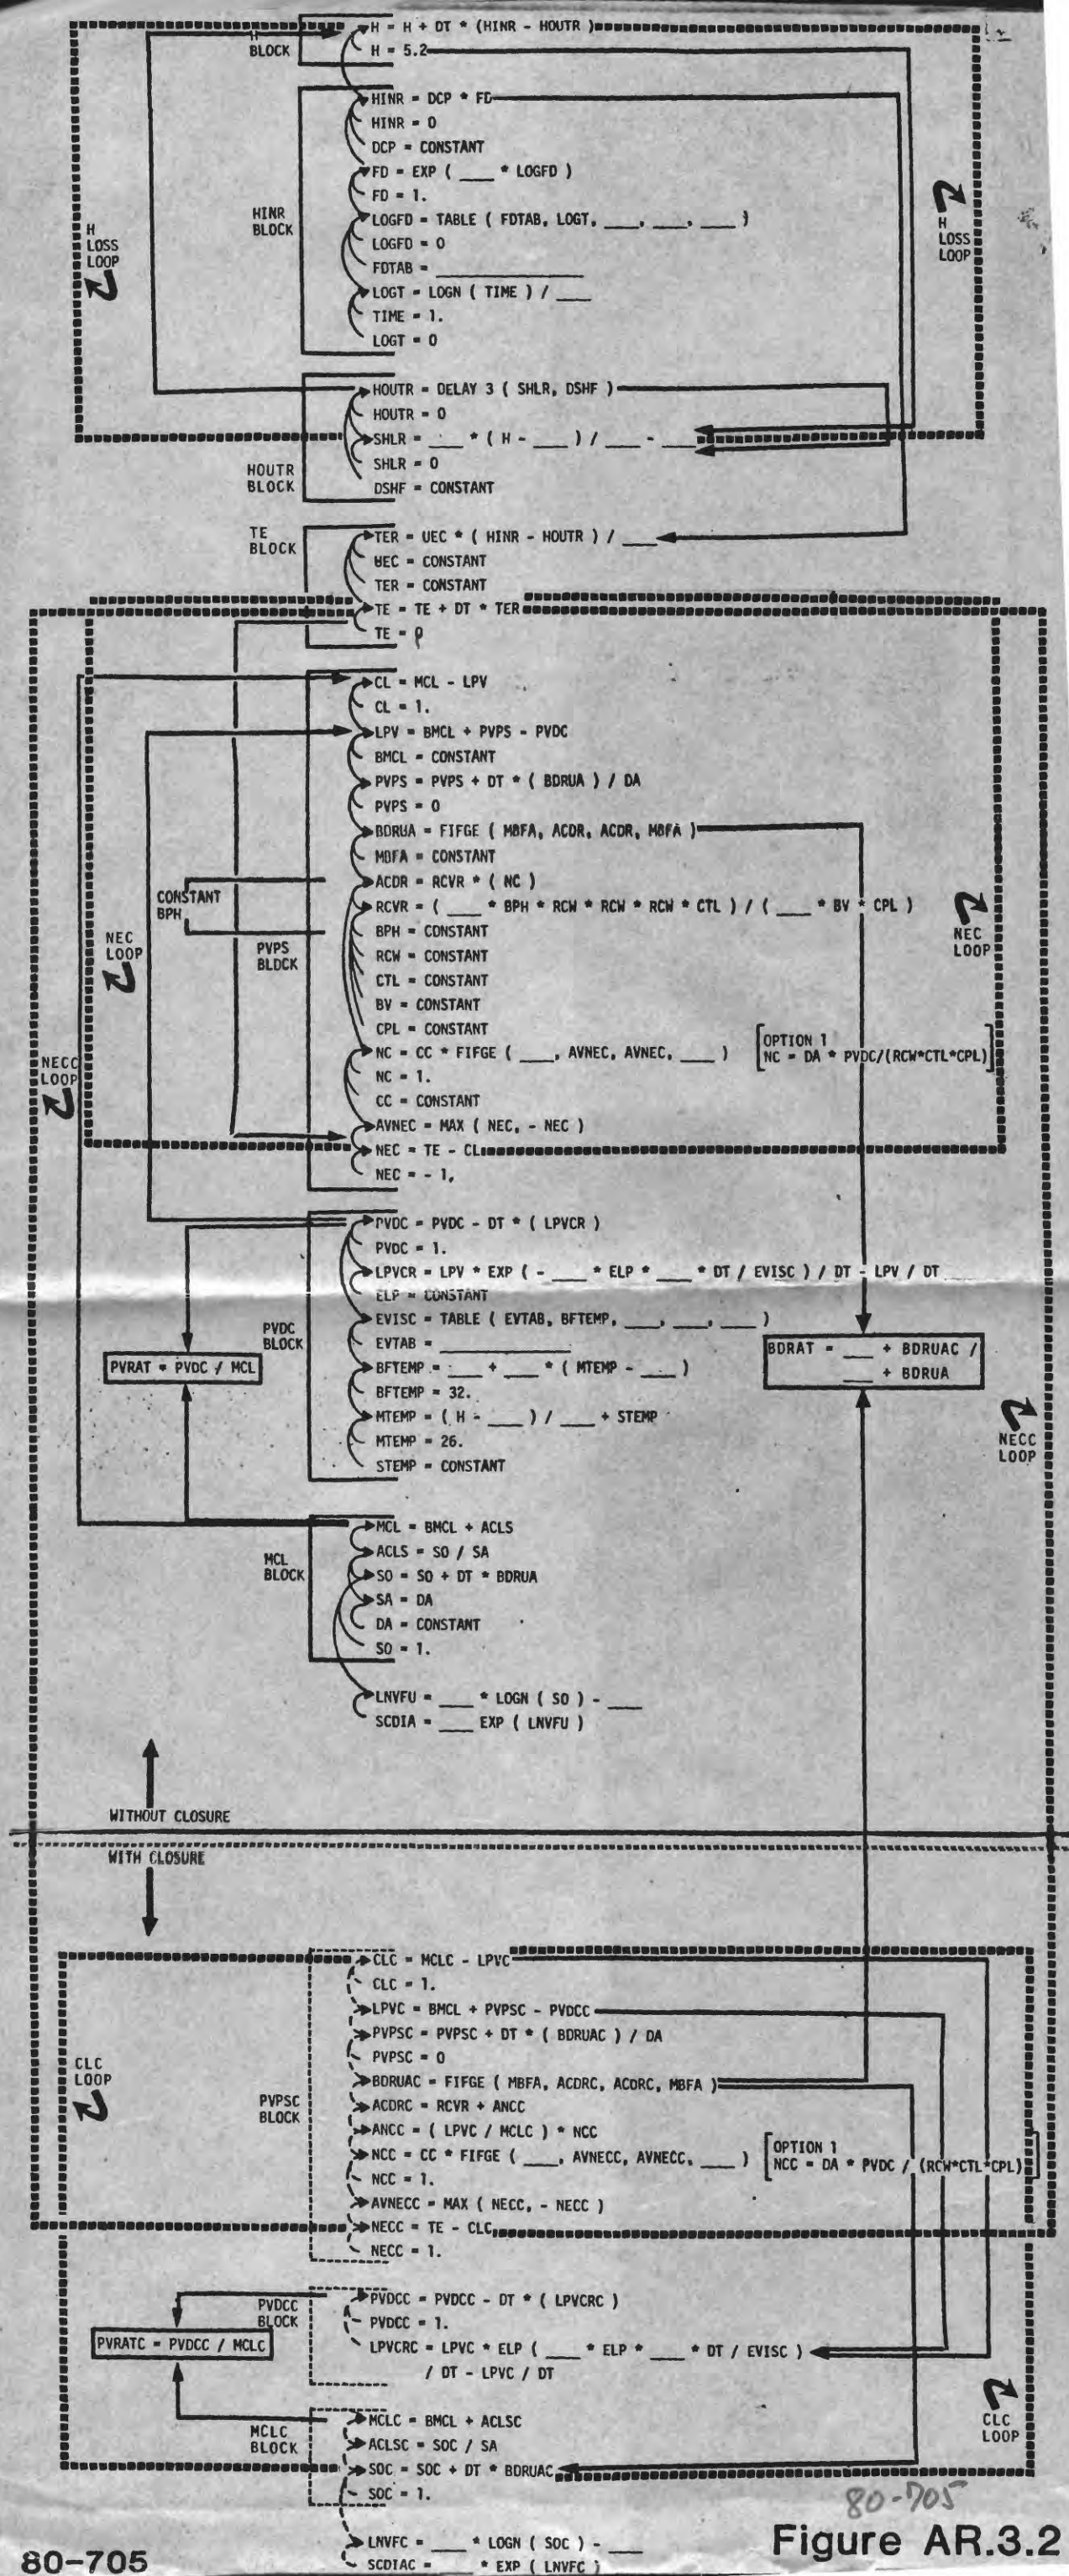 H = H + DT * (HINR - HOUTR )
H BLOCK
H = 5.2
HINR = DCP * FD
HINR = 0
DCP = CONSTANT
FD = EXP ( ___ * LOGFD )
FD = 1.
HINR BLOCK
LOGFD = TABLE ( FDTAB, LOGT, ___, ___, ___ )
LOGFD = 0
FDTAB = ___
LOGT = LOGN ( TIME ) / ___
TIME = 1.
LOGT = 0
H LOSS LOOP
H LOSS LOOP
HOUTR = DELAY 3 ( SHLR, DSHF )
HOUTR = 0
SHLR = ___ * ( H - ___ ) / ___ - ___
SHLR = 0
HOUTR BLOCK
DSHF = CONSTANT
TE BLOCK
TER = UEC * ( HINR - HOUTR ) / ___
UEC = CONSTANT
TER = CONSTANT
TE = TE + DT * TER
TE = 0
CL = MCL - LPV
CL = 1.
LPV = BMCL + PVPS - PVDC
BMCL = CONSTANT
PVPS = PVPS + DT * ( BDRUA ) / DA
PVPS = 0
BDRUA = FIFGE ( MBFA, ACDR, ACDR, MBFA )
MBFA = CONSTANT
ACDR = RCVR * ( NC )
CONSTANT BPH
RCVR = ( ___ * BPH * RCW * RCW * RCW * CTL ) / ( ___ * BV * CPL )
BPH = CONSTANT
NEC LOOP
PVPS BLOCK
NEC LOOP
RCW = CONSTANT
CTL = CONSTANT
BV = CONSTANT
CPL = CONSTANT
NC = CC * FIFGE ( ___, AVNEC, AVNEC, ___ )
[OPTION 1
NC = DA * PVDC/(RCW*CTL*CPL)]
NECC LOOP
NC = 1.
CC = CONSTANT
AVNEC = MAX ( NEC, - NEC )
NEC = TE - CL
NEC = - 1,
PVDC = PVDC - DT * ( LPVCR )
PVDC = 1.
LPVCR = LPV * EXP ( - ___ * ELP * ___ * DT / EVISC ) / DT - LPV / DT
ELP = CONSTANT
PVDC BLOCK
EVISC = TABLE ( EVTAB, BFTEMP, ___, ___, ___ )
EVTAB = ___
PVRAT = PVDC / MCL
BDRAT = ___ + BDRUAC /
___ + BDRUA
BFTEMP = ___ + ___ * ( MTEMP - ___ )
BFTEMP = 32.
MTEMP = ( H - ___ ) / ___ + STEMP
MTEMP = 26.
STEMP = CONSTANT
NECC LOOP
MCL BLOCK
MCL = BMCL + ACLS
ACLS = SO / SA
SO = SO + DT * BDRUA
SA = DA
DA = CONSTANT
SO = 1.
LNVFU = ___ * LOGN ( SO ) - ___
SCDIA = ___ EXP ( LNVFU )
WITHOUT CLOSURE
WITH CLOSURE
CLC = MCLC - LPVC
CLC = 1.
LPVC = BMCL + PVPSC - PVDCC
PVPSC = PVPSC + DT * ( BDRUAC ) / DA
PVPSC = 0
CLC LOOP
BDRUAC = FIFGE ( MBFA, ACDRC, ACDRC, MBFA )
PVPSC BLOCK
ACDRC = RCVR + ANCC
ANCC = ( LPVC / MCLC ) * NCC
NCC = CC * FIFGE ( ___, AVNECC, AVNECC, ___ )
[OPTION 1
NCC = DA * PVDC / (RCW*CTL*CPL)]
NCC = 1.
AVNECC = MAX ( NECC, - NECC )
NECC = TE - CLC
NECC = 1.
PVDCC BLOCK
PVDCC = PVDCC - DT * ( LPVCRC )
PVDCC = 1.
PVRATC = PVDCC / MCLC
LPVCRC = LPVC * ELP ( ___ * ELP * ___ * DT / EVISC )
/ DT - LPVC / DT
MCLC BLOCK
MCLC = BMCL + ACLSC
ACLSC = SOC / SA
CLC LOOP
SOC = SOC + DT * BDRUAC
SOC = 1.
80-705
LNVFC = ___ * LOGN ( SOC ) - ___
SCDIAC = ___ * EXP ( LNVFC )
80-705
Figure AR.3.2